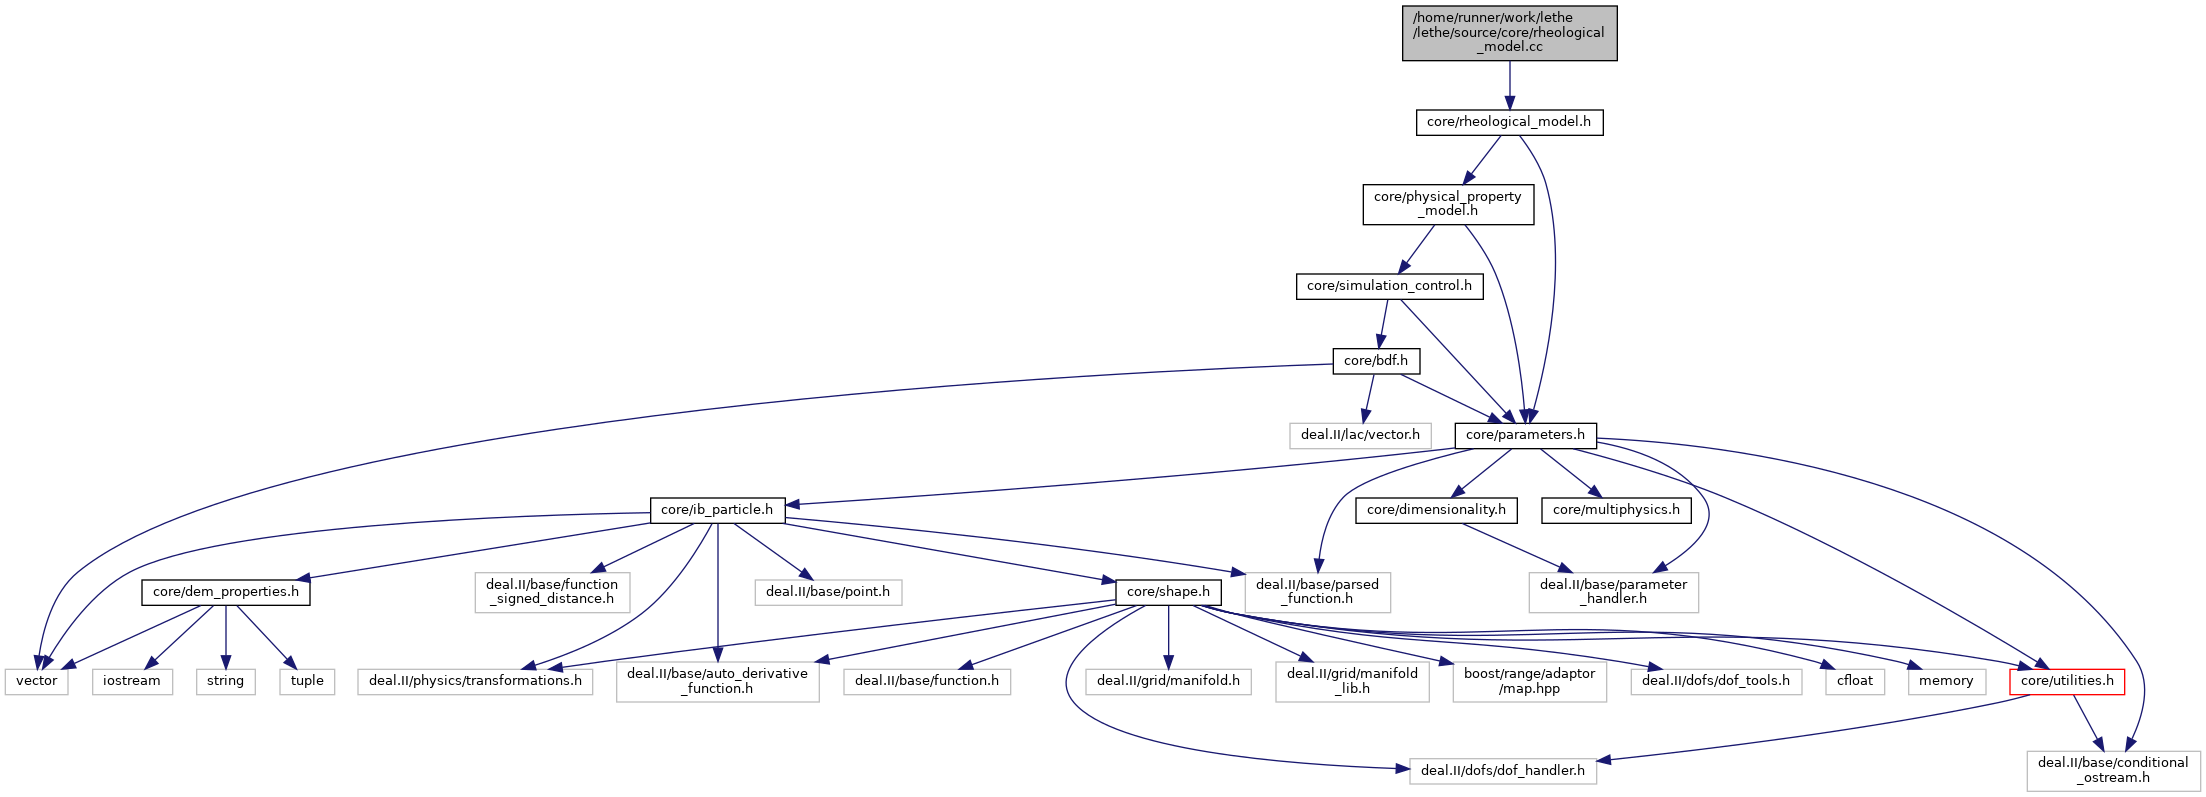 /home/runner/work/lethe
/lethe/source/core/rheological
_model.cc
core/rheological_model.h
core/physical_property
_model.h
core/simulation_control.h
core/bdf.h
deal.II/lac/vector.h
core/parameters.h
core/ib_particle.h
core/dimensionality.h
core/multiphysics.h
core/dem_properties.h
deal.II/base/function
_signed_distance.h
deal.II/base/point.h
core/shape.h
deal.II/base/parsed
_function.h
deal.II/base/parameter
_handler.h
vector
iostream
string
tuple
deal.II/physics/transformations.h
deal.II/base/auto_derivative
_function.h
deal.II/base/function.h
deal.II/grid/manifold.h
deal.II/grid/manifold
_lib.h
boost/range/adaptor
/map.hpp
deal.II/dofs/dof_tools.h
cfloat
memory
core/utilities.h
deal.II/dofs/dof_handler.h
deal.II/base/conditional
_ostream.h